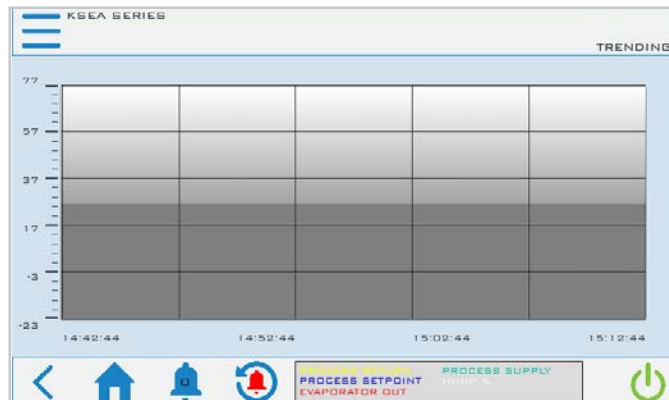 KSEA SERIES
TRENDING
77
57
37
17
-3
-23
14:42:44 14:52:44 15:02:44 15:12:44
0
PROCESS SUPPLY
PROCESS SETPOINT
EVAPORATOR OUT